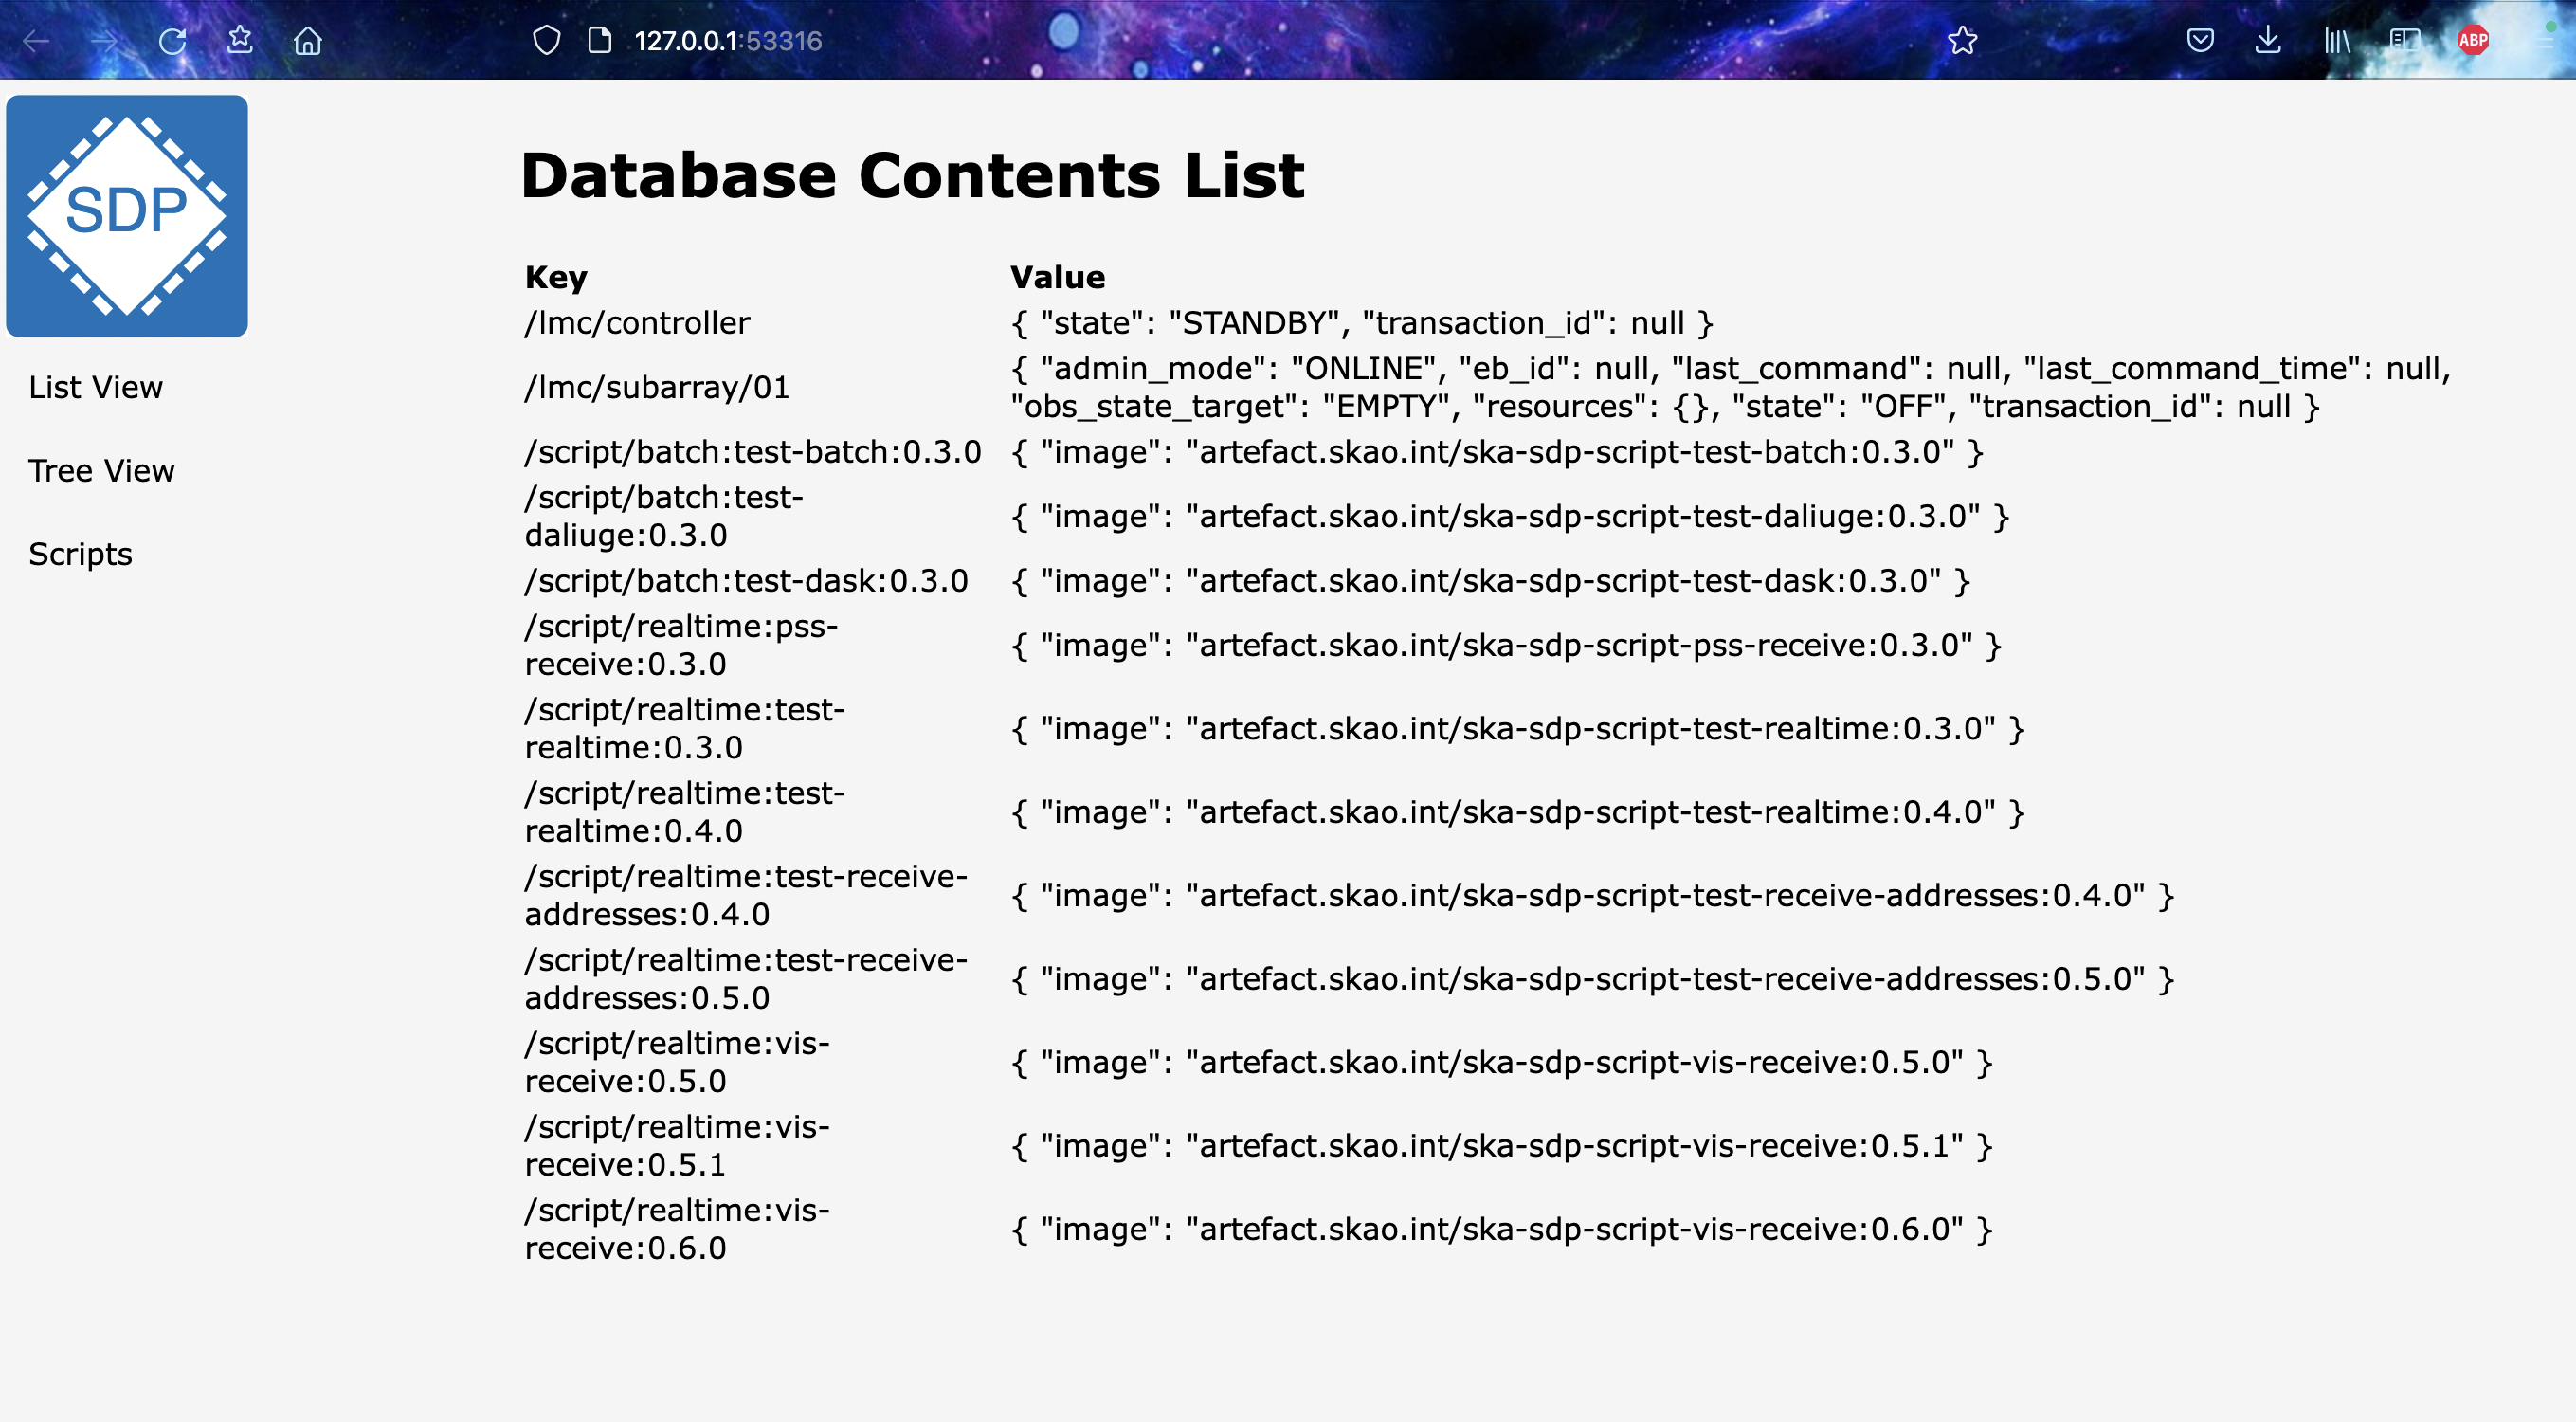 127.0.0.1:53316
ABP
SDP
List View
Tree View
Scripts
Database Contents List
Key Value
/lmc/controller { "state": "STANDBY", "transaction_id": null }
/lmc/subarray/01 { "admin_mode": "ONLINE", "eb_id": null, "last_command": null, "last_command_time": null,
"obs_state_target": "EMPTY", "resources": {}, "state": "OFF", "transaction_id": null }
/script/batch:test-batch:0.3.0 { "image": "artefact.skao.int/ska-sdp-script-test-batch:0.3.0" }
/script/batch:test-
daliuge:0.3.0 { "image": "artefact.skao.int/ska-sdp-script-test-daliuge:0.3.0" }
/script/batch:test-dask:0.3.0 { "image": "artefact.skao.int/ska-sdp-script-test-dask:0.3.0" }
/script/realtime:pss-
receive:0.3.0 { "image": "artefact.skao.int/ska-sdp-script-pss-receive:0.3.0" }
/script/realtime:test-
realtime:0.3.0 { "image": "artefact.skao.int/ska-sdp-script-test-realtime:0.3.0" }
/script/realtime:test-
realtime:0.4.0 { "image": "artefact.skao.int/ska-sdp-script-test-realtime:0.4.0" }
/script/realtime:test-receive-
addresses:0.4.0 { "image": "artefact.skao.int/ska-sdp-script-test-receive-addresses:0.4.0" }
/script/realtime:test-receive-
addresses:0.5.0 { "image": "artefact.skao.int/ska-sdp-script-test-receive-addresses:0.5.0" }
/script/realtime:vis-
receive:0.5.0 { "image": "artefact.skao.int/ska-sdp-script-vis-receive:0.5.0" }
/script/realtime:vis-
receive:0.5.1 { "image": "artefact.skao.int/ska-sdp-script-vis-receive:0.5.1" }
/script/realtime:vis-
receive:0.6.0 { "image": "artefact.skao.int/ska-sdp-script-vis-receive:0.6.0" }